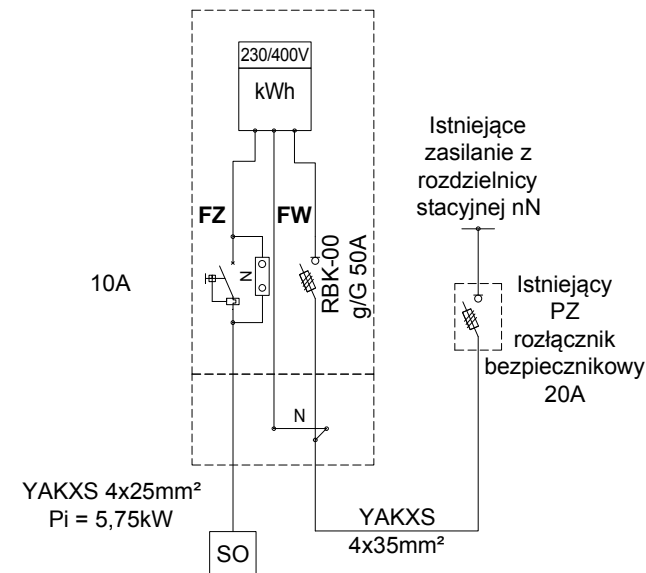 230/400V
kWh
Istniejące
zasilanie z
rozdzielnicy
stacyjnej nN
FZ
FW
N
RBK-00
g/G 50A
10A
Istniejący
PZ
rozłącznik
bezpiecznikowy
20A
N
YAKXS 4x25mm²
Pi = 5,75kW
YAKXS
4x35mm²
SO